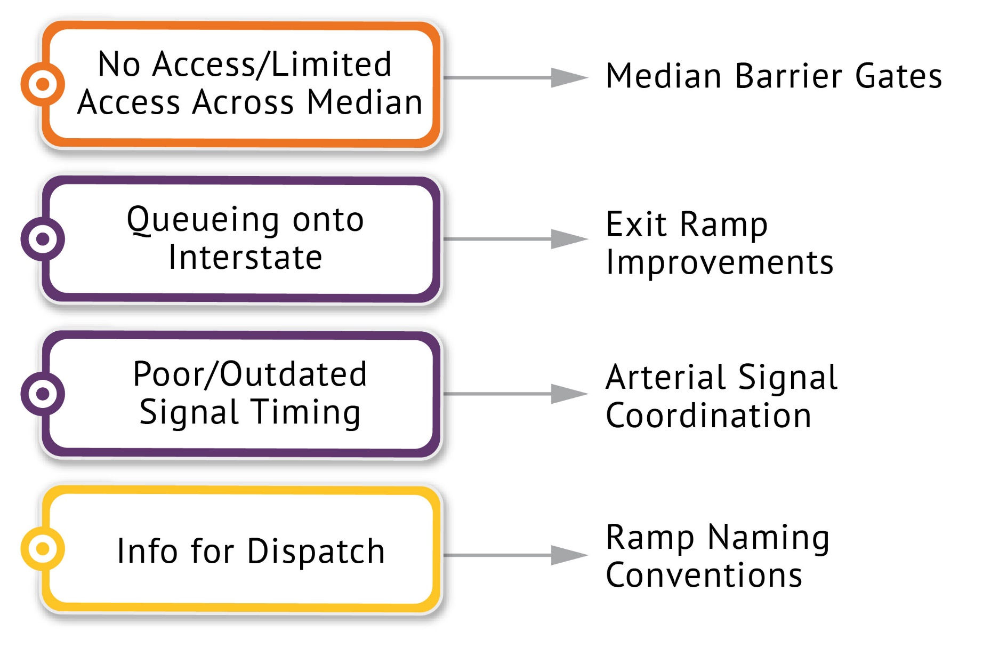 No Access/Limited
Access Across Median
Median Barrier Gates
Queueing onto
Interstate
Exit Ramp
Improvements
Poor/Outdated
Signal Timing
Arterial Signal
Coordination
Info for Dispatch
Ramp Naming
Conventions